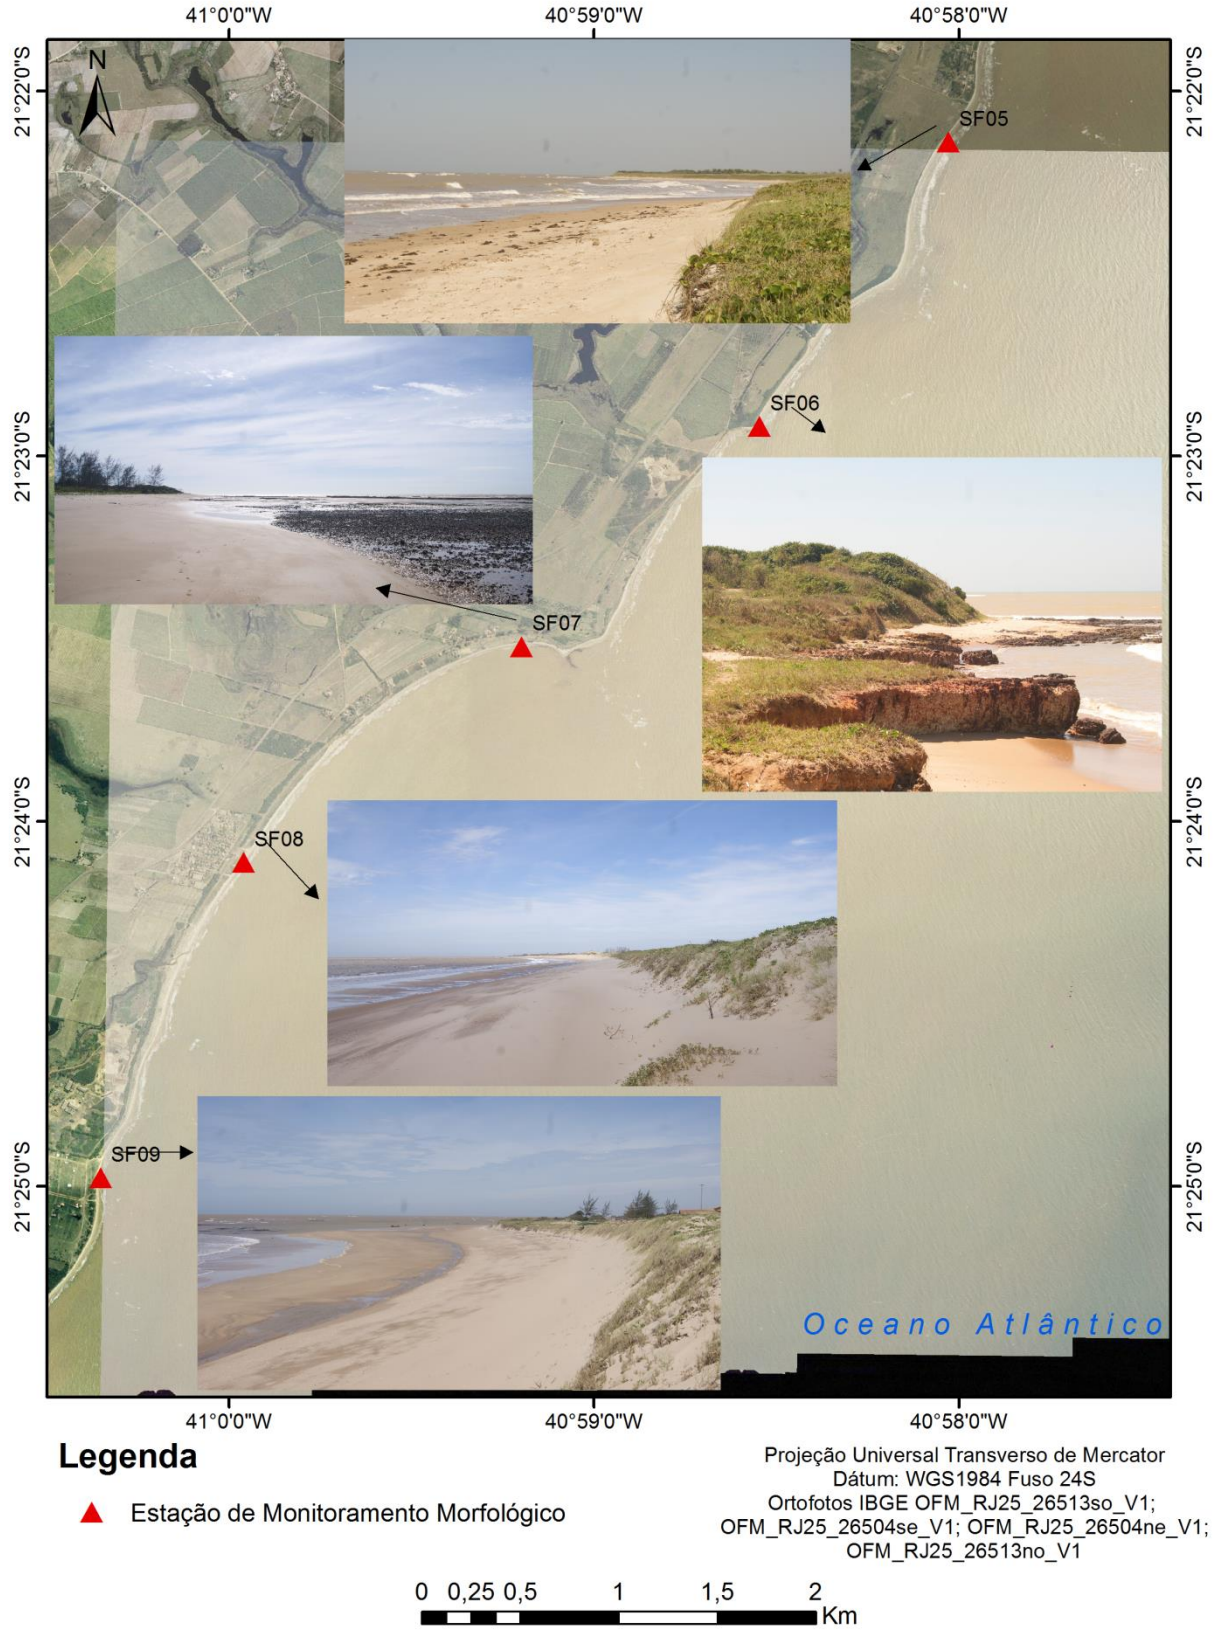 41°0'0"W
40°59'0"W
40°58'0"W
N
21°22'0"S
21°22'0"S
SF05
SF06
21°23'0"S
21°23'0"S
SF07
21°24'0"S
21°24'0"S
SF08
SF09
21°25'0"S
21°25'0"S
Oceano Atlântico
41°0'0"W
40°59'0"W
40°58'0"W
Legenda
Estação de Monitoramento Morfológico
Projeção Universal Transverso de Mercator
Dátum: WGS1984 Fuso 24S
Ortofotos IBGE OFM_RJ25_26513so_V1;
OFM_RJ25_26504se_V1; OFM_RJ25_26504ne_V1;
OFM_RJ25_26513no_V1
0 0,25 0,5 1 1,5 2
Km